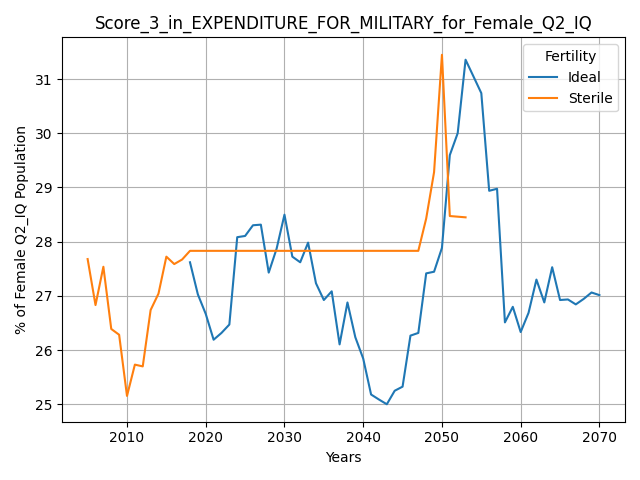 Score_3_in_EXPENDITURE_FOR_MILITARY_for_Female_Q2_IQ
Fertility
Ideal
Sterile
% of Female Q2_IQ Population
31
30
29
28
27
26
25
2010 2020 2030 2040 2050 2060 2070
Years